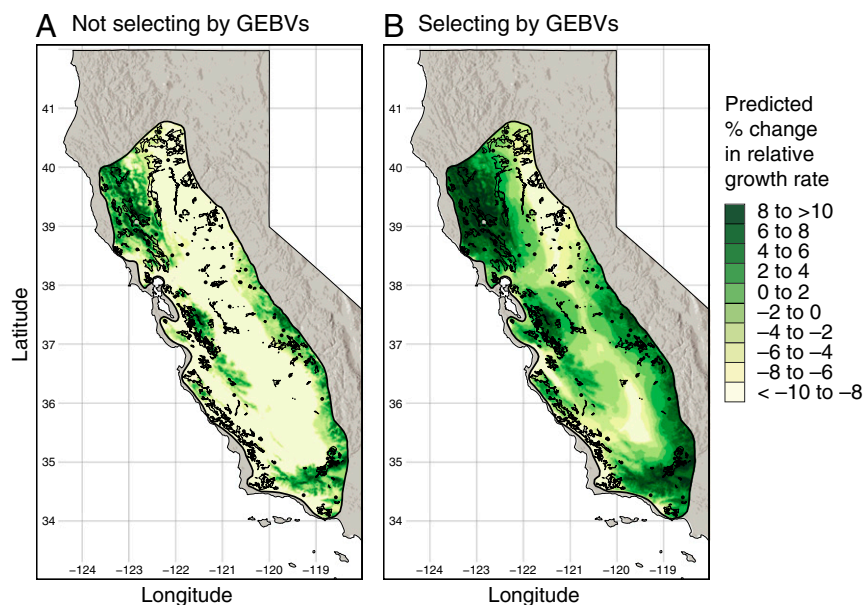 A Not selecting by GEBVs
B Selecting by GEBVs
Latitude
41
40
39
38
37
36
35
34
−124 −123 −122 −121 −120 −119
Longitude
41
40
39
38
37
36
35
34
−124 −123 −122 −121 −120 −119
Longitude
Predicted
% change
in relative
growth rate
8 to >10
6 to 8
4 to 6
2 to 4
0 to 2
−2 to 0
−4 to −2
−6 to −4
−8 to −6
< −10 to −8